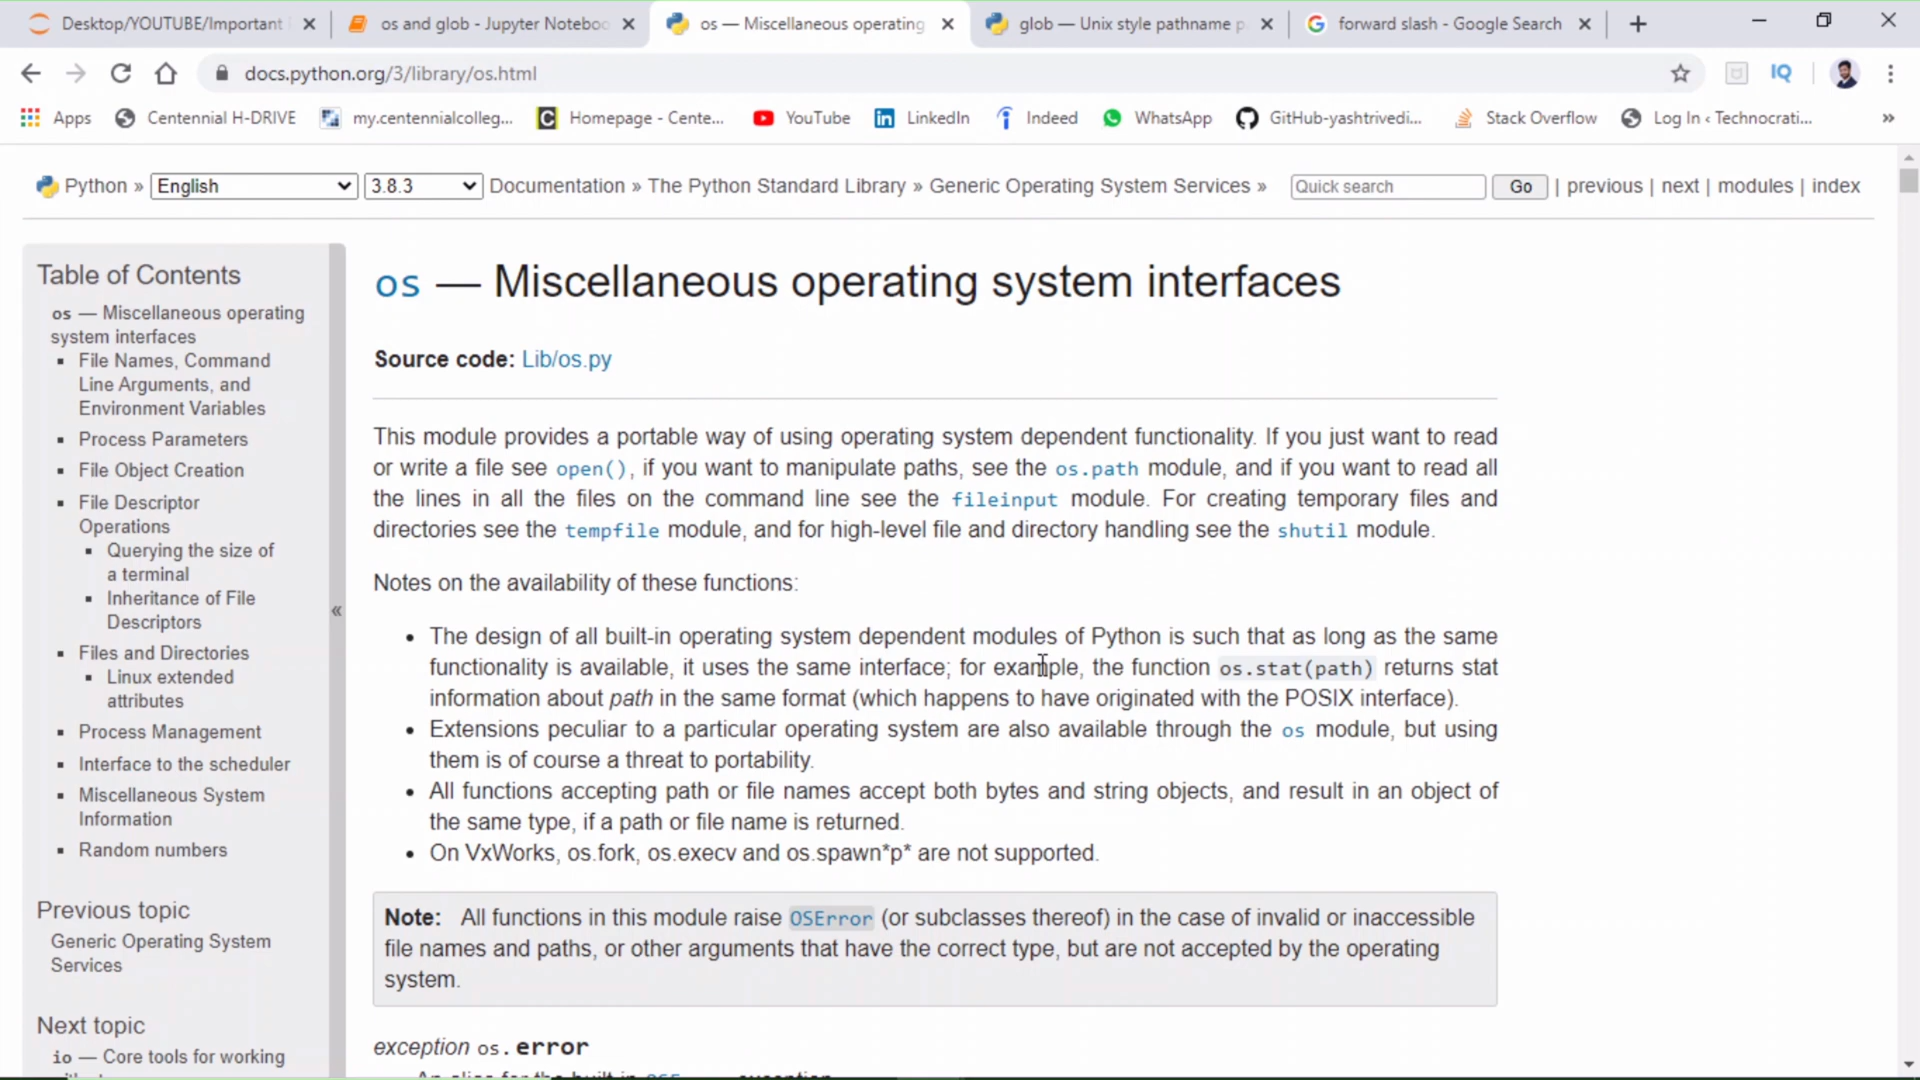 Desktop/YOUTUBE/Important
os and glob - Jupyter Noteboo
os — Miscellaneous operating
glob — Unix style pathname p
forward slash - Google Search
docs.python.org/3/library/os.html
IQ
Apps
Centennial H-DRIVE
my.centennialcolleg...
Homepage - Cente...
YouTube
LinkedIn
Indeed
WhatsApp
GitHub-yashtrivedi...
Stack Overflow
Log In ‹ Technocrati...
»
Python » English 3.8.3 Documentation » The Python Standard Library » Generic Operating System Services » Quick search Go | previous | next | modules | index
Table of Contents
os — Miscellaneous operating
system interfaces
File Names, Command
Line Arguments, and
Environment Variables
Process Parameters
File Object Creation
File Descriptor
Operations
Querying the size of
a terminal
Inheritance of File
Descriptors
Files and Directories
Linux extended
attributes
Process Management
Interface to the scheduler
Miscellaneous System
Information
Random numbers
Previous topic
Generic Operating System
Services
Next topic
io — Core tools for working
«
os — Miscellaneous operating system interfaces
Source code: Lib/os.py
This module provides a portable way of using operating system dependent functionality. If you just want to read
or write a file see open(), if you want to manipulate paths, see the os.path module, and if you want to read all
the lines in all the files on the command line see the fileinput module. For creating temporary files and
directories see the tempfile module, and for high-level file and directory handling see the shutil module.
Notes on the availability of these functions:
• The design of all built-in operating system dependent modules of Python is such that as long as the same
functionality is available, it uses the same interface; for example, the function os.stat(path) returns stat
information about path in the same format (which happens to have originated with the POSIX interface).
• Extensions peculiar to a particular operating system are also available through the os module, but using
them is of course a threat to portability.
• All functions accepting path or file names accept both bytes and string objects, and result in an object of
the same type, if a path or file name is returned.
• On VxWorks, os.fork, os.execv and os.spawn*p* are not supported.
Note: All functions in this module raise OSError (or subclasses thereof) in the case of invalid or inaccessible
file names and paths, or other arguments that have the correct type, but are not accepted by the operating
system.
exception os.error